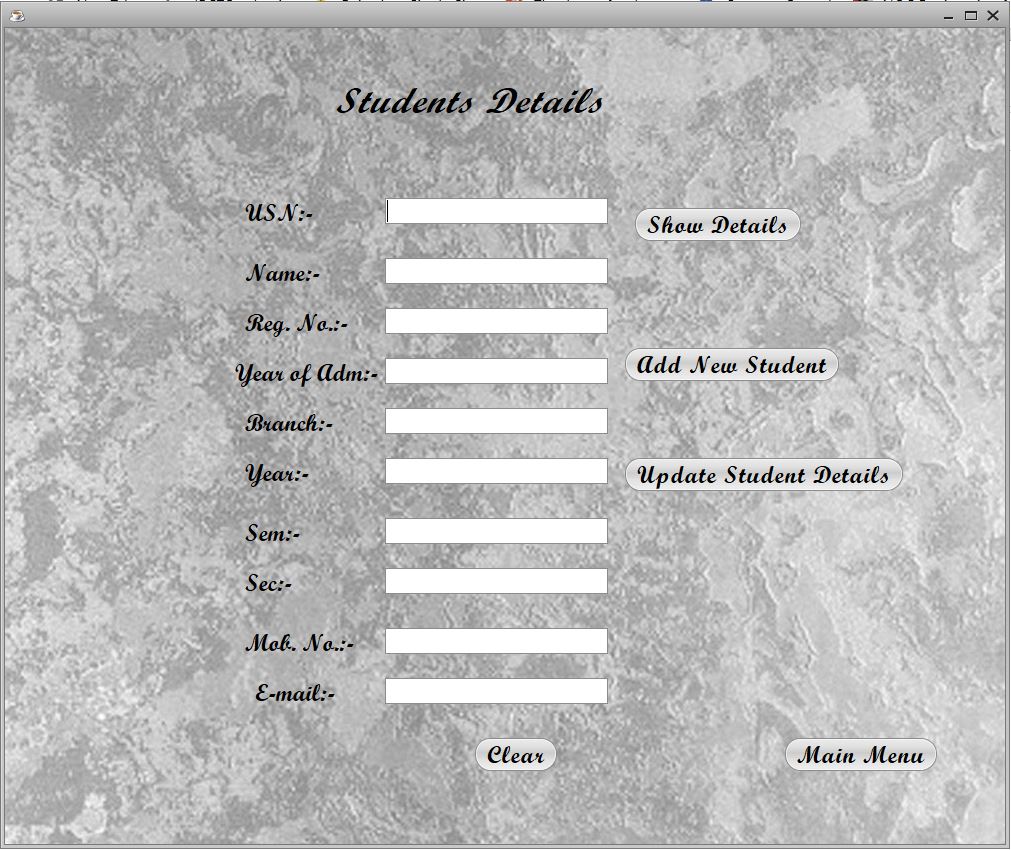 Students Details
USN:-
Show Details
Name:-
Reg. No.:-
Year of Adm:-
Add New Student
Branch:-
Year:-
Update Student Details
Sem:-
Sec:-
Mob. No.:-
E-mail:-
Clear
Main Menu